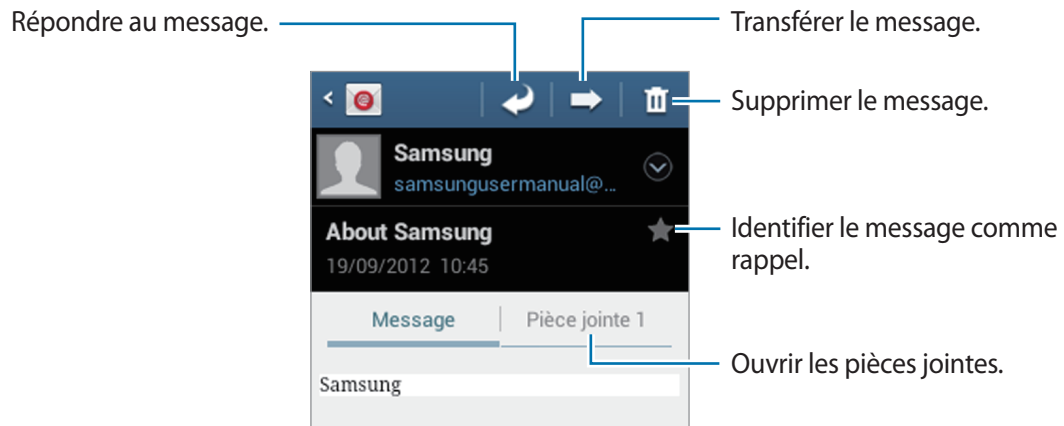 Répondre au message.
Transférer le message.
Supprimer le message.
Samsung
samsungusermanual@...
About Samsung
19/09/2012 10:45
Identifier le message comme
rappel.
Message
Pièce jointe 1
Ouvrir les pièces jointes.
Samsung